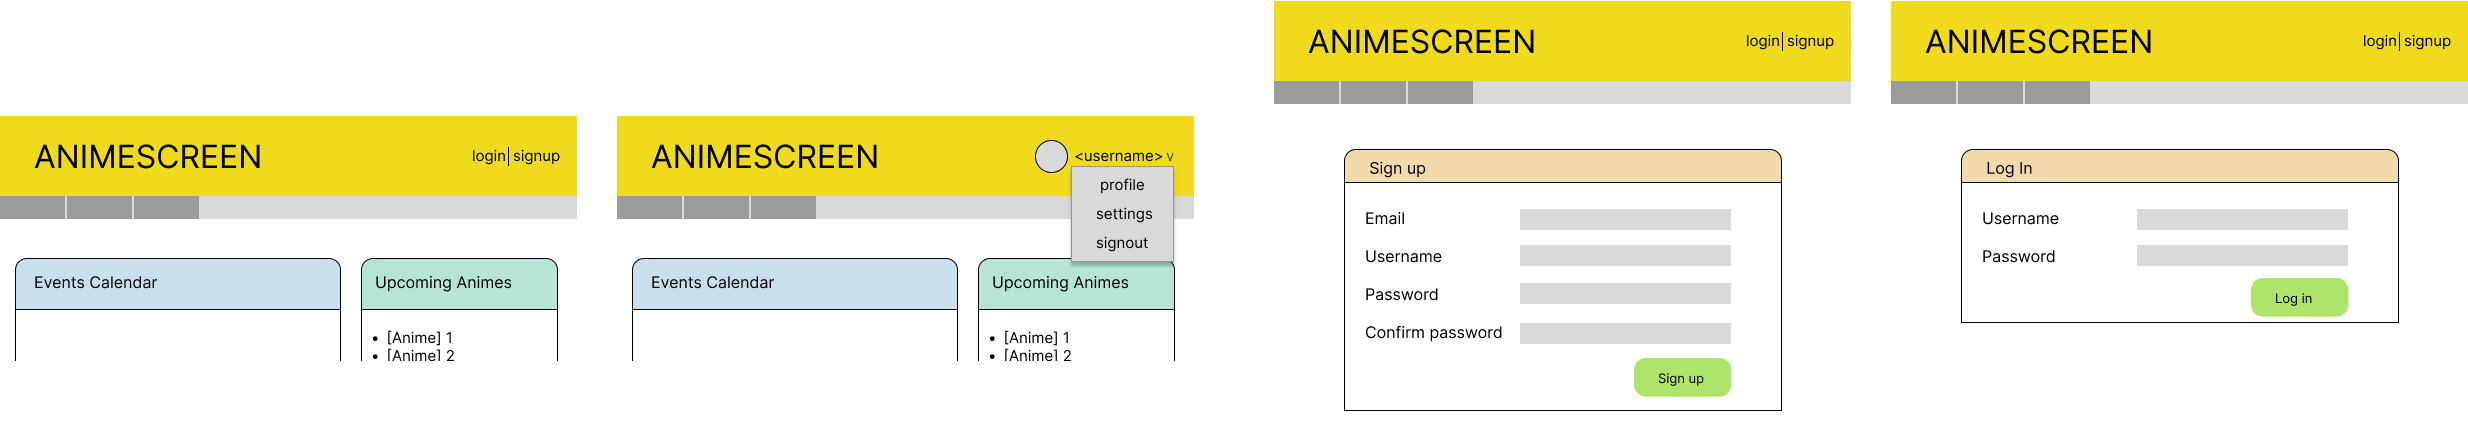 ANIMESCREEN
login|signup
Events Calendar
Upcoming Animes
• [Anime] 1
• [Anime] 2
ANIMESCREEN
<username> v
profile
settings
signout
Events Calendar
Upcoming Animes
• [Anime] 1
• [Anime] 2
ANIMESCREEN
login|signup
Sign up
Email
Username
Password
Confirm password
Sign up
ANIMESCREEN
login|signup
Log In
Username
Password
Log in